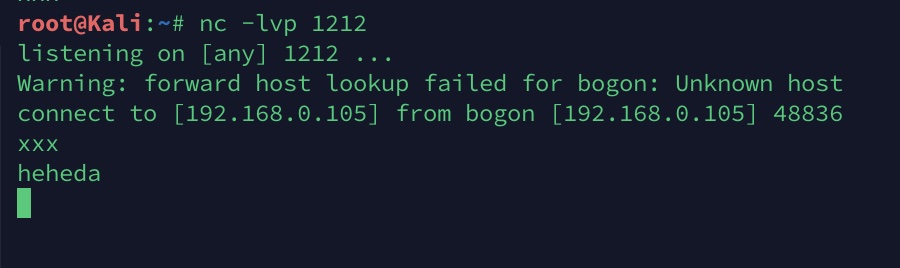 root@Kali:~# nc -lvp 1212
listening on [any] 1212 ...
Warning: forward host lookup failed for bogon: Unknown host
connect to [192.168.0.105] from bogon [192.168.0.105] 48836
xxx
heheda